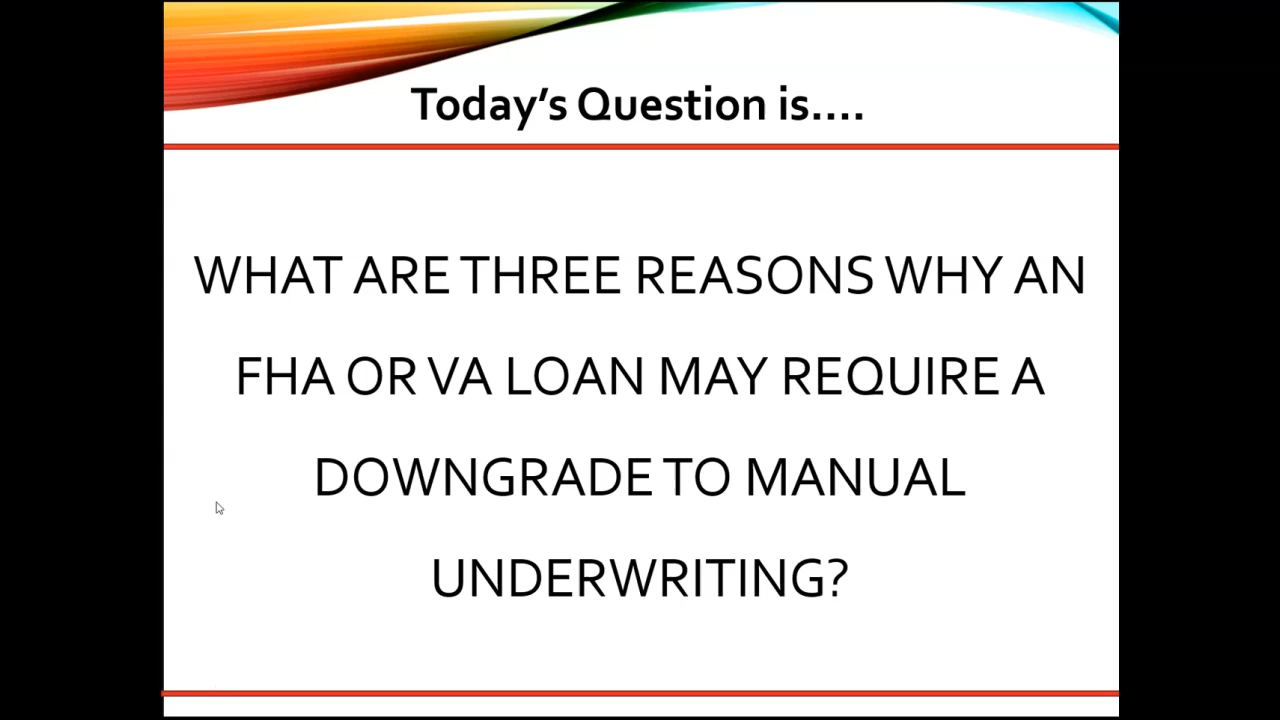 Today’s Question is....
WHAT ARE THREE REASONS WHY AN
FHA OR VA LOAN MAY REQUIRE A
DOWNGRADE TO MANUAL
UNDERWRITING?